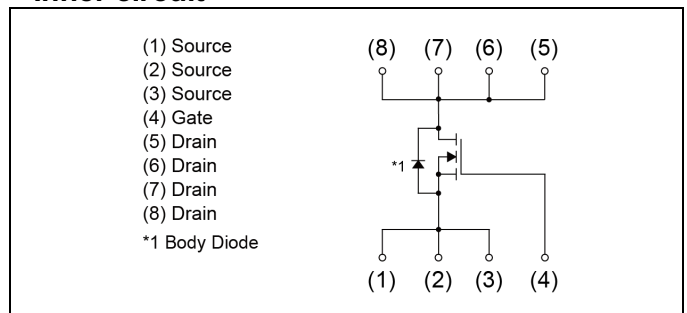 Inner circuit
(1) Source
(2) Source
(3) Source
(4) Gate
(5) Drain
(6) Drain
(7) Drain
(8) Drain
*1 Body Diode
(8) (7) (6) (5)
*1
(1) (2) (3) (4)